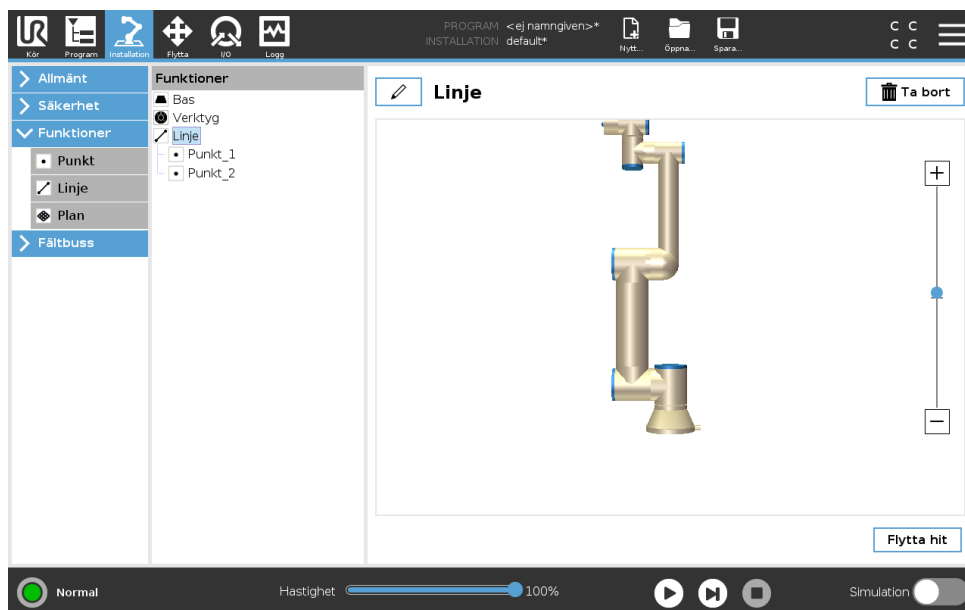 UR
PROGRAM <ej namngiven>*
INSTALLATION default*
Kör Program Installation Flytta I/O Logg Nytt... Öppna... Spara...
C C
C C
Allmänt
Säkerhet
Funktioner
Punkt
Linje
Plan
Fältbuss
Funktioner
Bas
Verktyg
Linje
Punkt_1
Punkt_2
Linje
Ta bort
+
−
Flytta hit
Normal Hastighet 100% Simulation